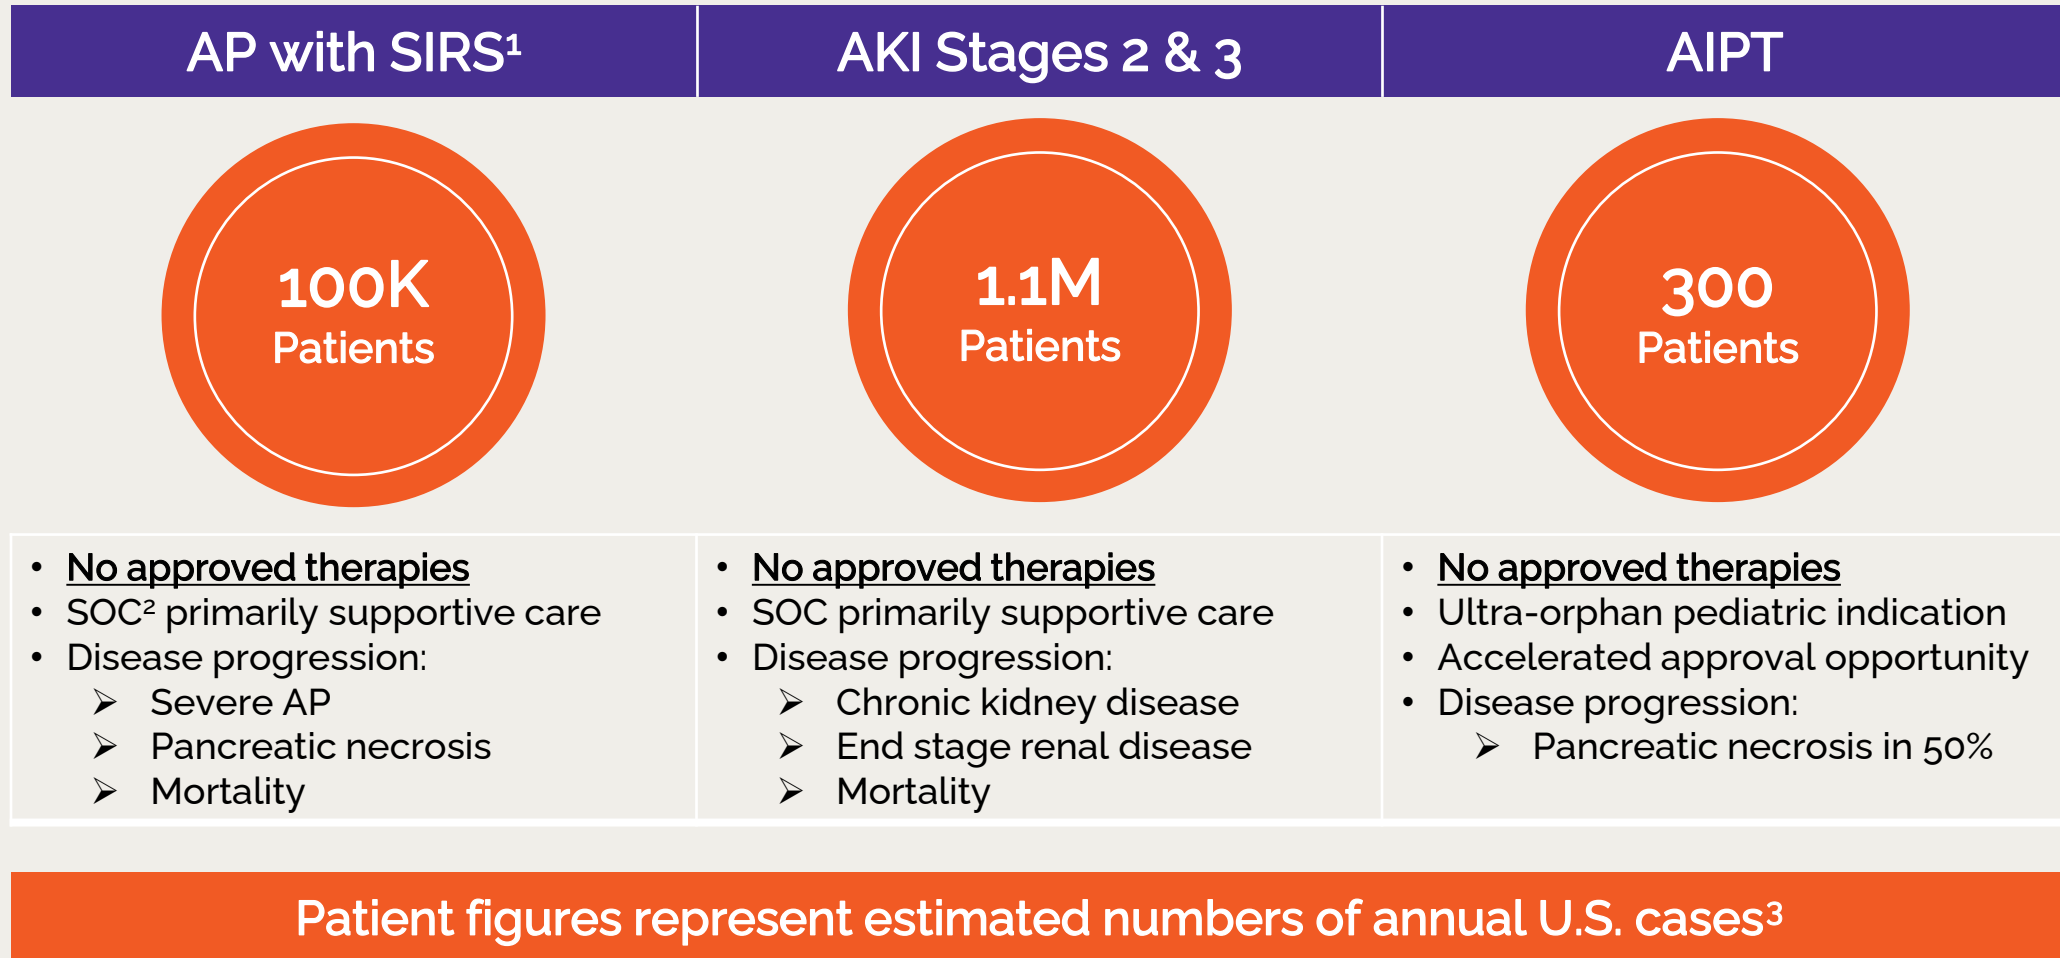 AP with SIRS¹
AKI Stages 2 & 3
AIPT
100K
Patients
1.1M
Patients
300
Patients
• No approved therapies
• SOC² primarily supportive care
• Disease progression:
➢ Severe AP
➢ Pancreatic necrosis
➢ Mortality
• No approved therapies
• SOC primarily supportive care
• Disease progression:
➢ Chronic kidney disease
➢ End stage renal disease
➢ Mortality
• No approved therapies
• Ultra-orphan pediatric indication
• Accelerated approval opportunity
• Disease progression:
➢ Pancreatic necrosis in 50%
Patient figures represent estimated numbers of annual U.S. cases³